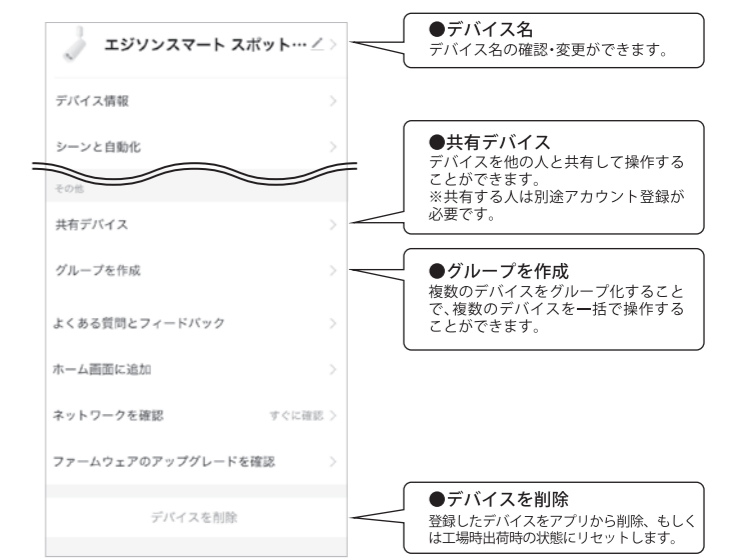 エジソンスマート スポット…
デバイス情報
シーンと自動化
その他
共有デバイス
グループを作成
よくある質問とフィードバック
ホーム画面に追加
ネットワークを確認 すぐに確認
ファームウェアのアップグレードを確認
デバイスを削除
●デバイス名
デバイス名の確認・変更ができます。
●共有デバイス
デバイスを他の人と共有して操作する
ことができます。
※共有する人は別途アカウント登録が
必要です。
●グループを作成
複数のデバイスをグループ化すること
で、複数のデバイスを一括で操作する
ことができます。
●デバイスを削除
登録したデバイスをアプリから削除、もしく
は工場時出荷時の状態にリセットします。